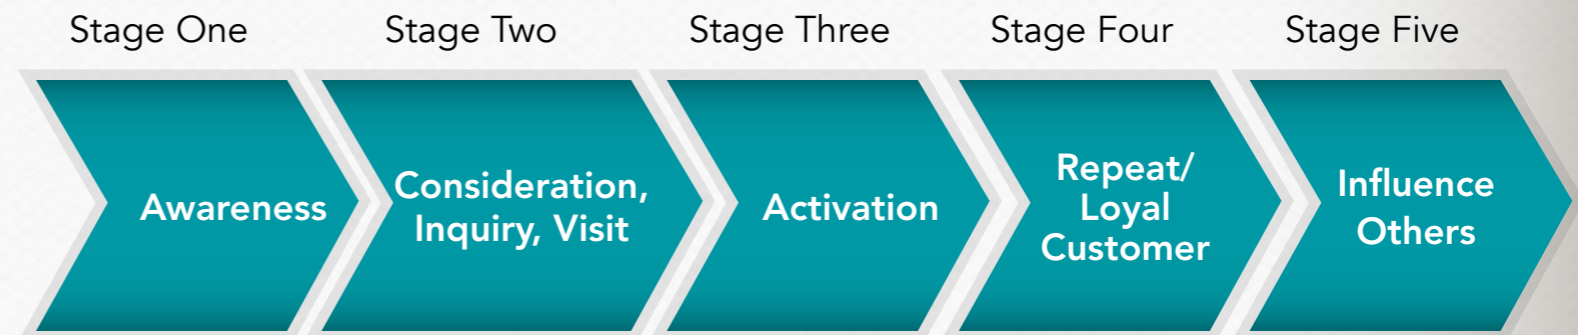 Stage One
Stage Two
Stage Three
Stage Four
Stage Five
Awareness
Consideration,
Inquiry, Visit
Activation
Repeat/
Loyal
Customer
Influence
Others